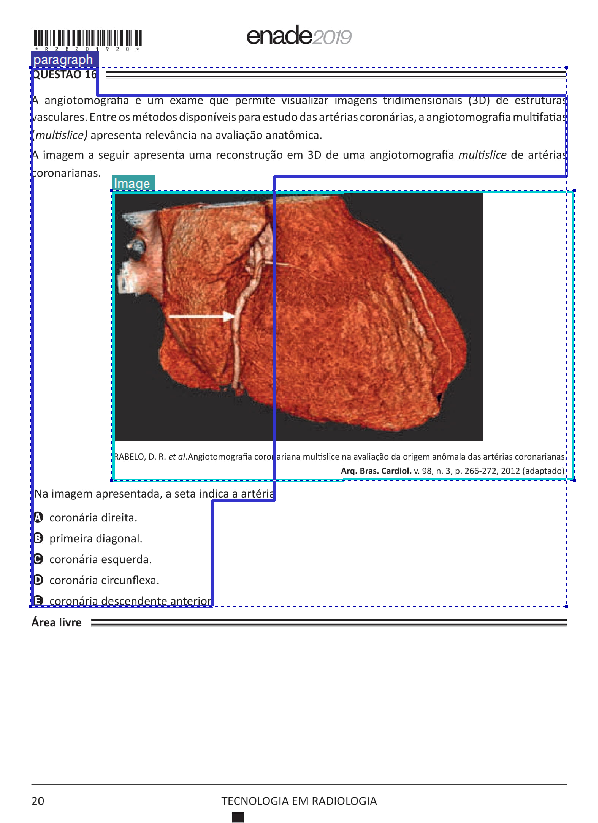 enade2019
*R22201920*
paragraph
QUESTÃO 16
A angiotomografia é um exame que permite visualizar imagens tridimensionais (3D) de estruturas
vasculares. Entre os métodos disponíveis para estudo das artérias coronárias, a angiotomografia multifatias
(multislice) apresenta relevância na avaliação anatômica.
A imagem a seguir apresenta uma reconstrução em 3D de uma angiotomografia multislice de artérias
coronarianas.
Image
RABELO, D. R. et al.Angiotomografia coronariana multislice na avaliação da origem anômala das artérias coronarianas.
Arq. Bras. Cardiol. v. 98, n. 3, p. 266-272, 2012 (adaptado)
Na imagem apresentada, a seta indica a artéria
A coronária direita.
B primeira diagonal.
C coronária esquerda.
D coronária circunflexa.
E coronária descendente anterior
Área livre
20 TECNOLOGIA EM RADIOLOGIA